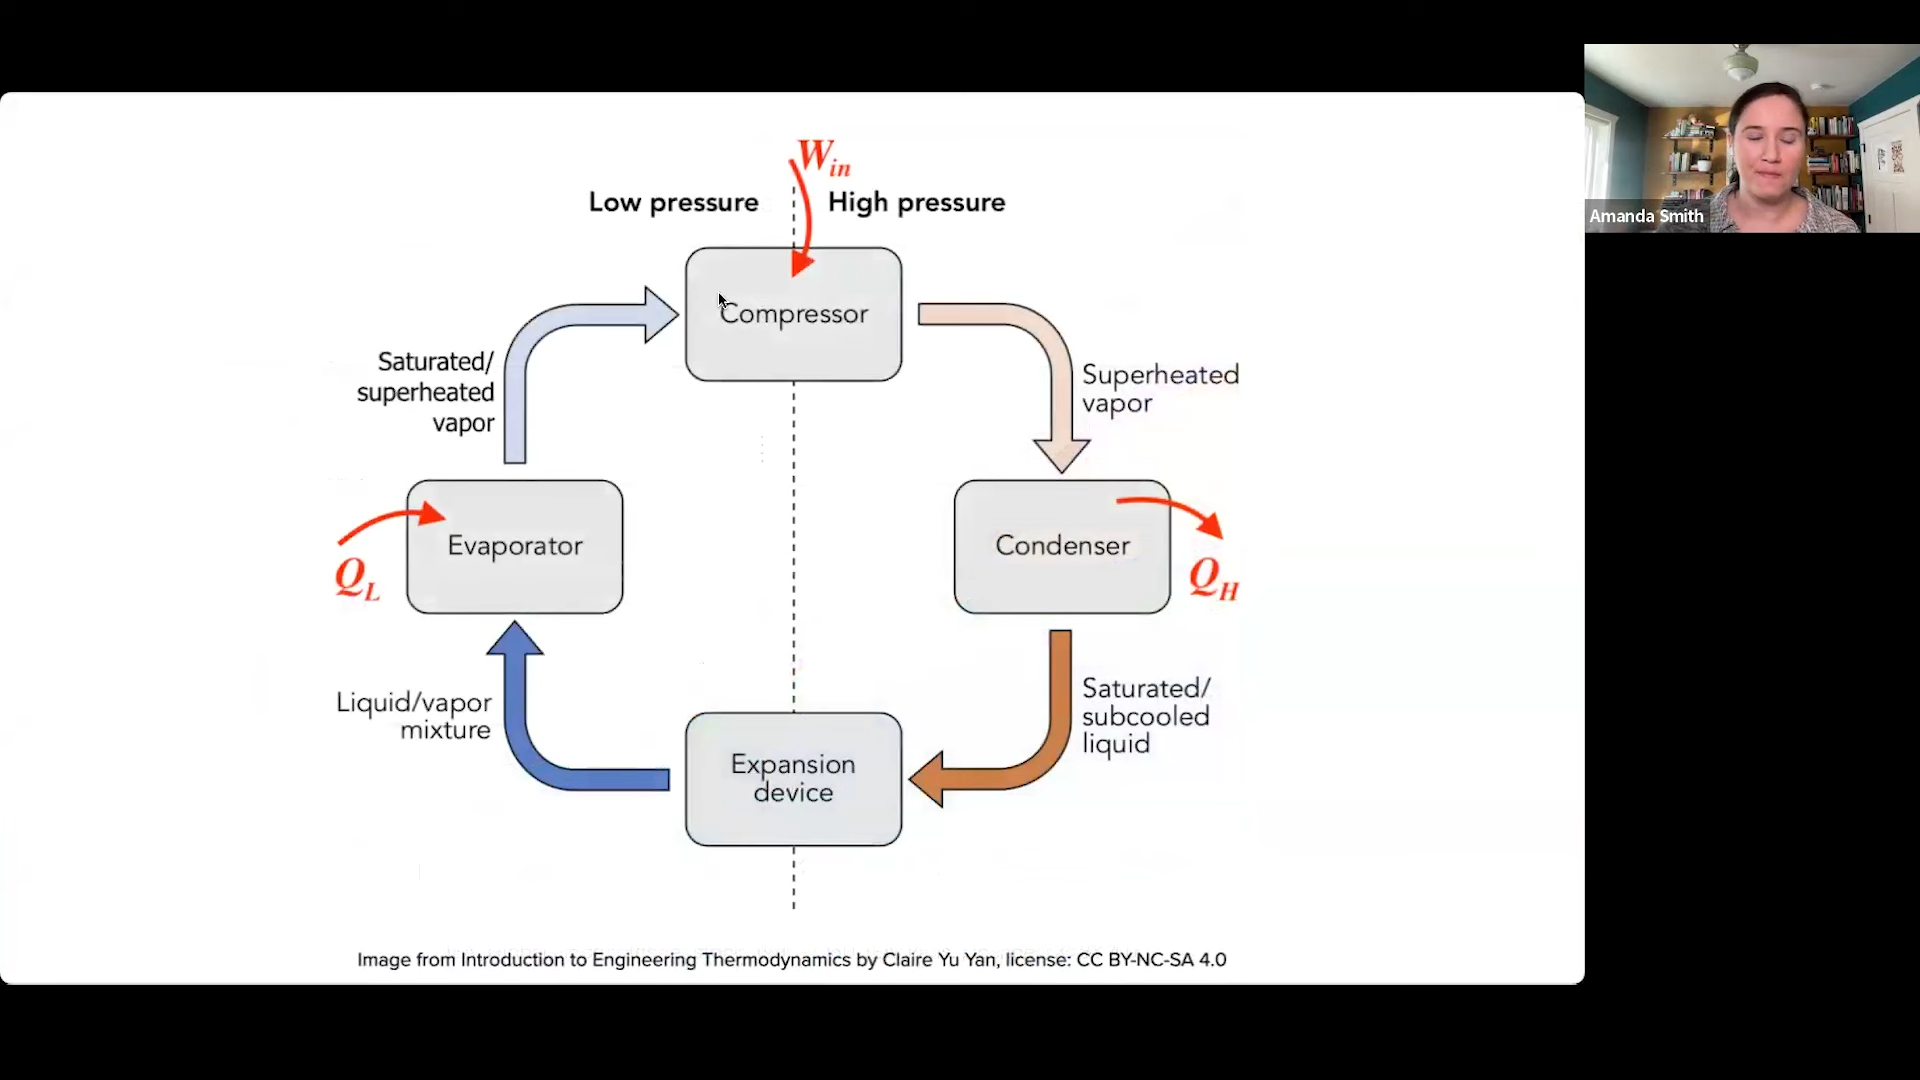 W_in
Low pressure
High pressure
Compressor
Saturated/
superheated
vapor
Superheated
vapor
Evaporator
Condenser
Q_L
Q_H
Liquid/vapor
mixture
Saturated/
subcooled
liquid
Expansion
device
Image from Introduction to Engineering Thermodynamics by Claire Yu Yan, license: CC BY-NC-SA 4.0
Amanda Smith